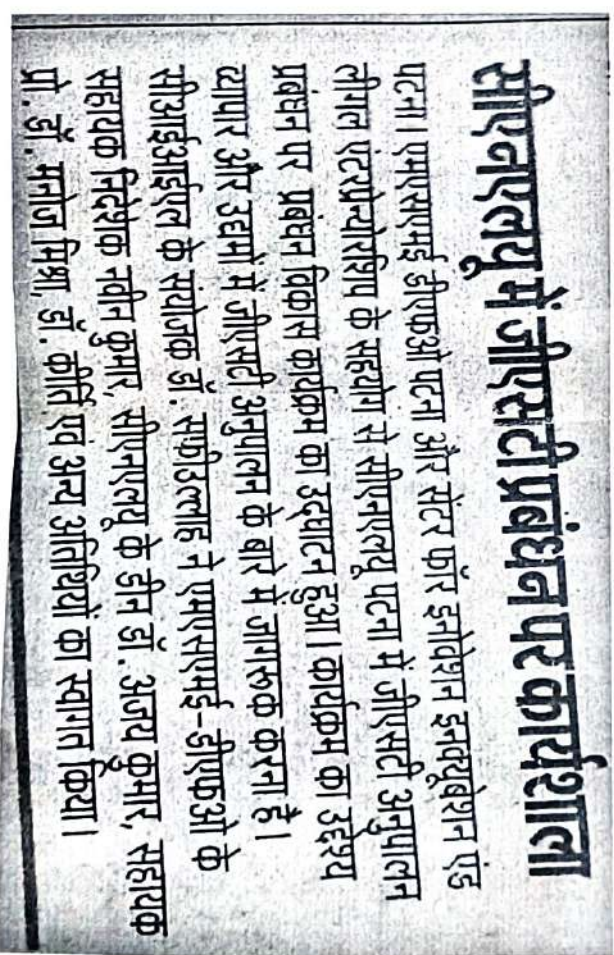 सीएनएलयू में जीएसटी प्रबंधन पर कार्यशाला
पटना। एमएसएमई डीएफओ पटना और सेंटर फॉर इनोवेशन इनक्यूबेशन एंड
लीगल एंटरप्रेन्योरशिप के सहयोग से सीएनएलयू पटना में जीएसटी अनुपालन
प्रबंधन पर प्रबंधन विकास कार्यक्रम का उद्घाटन हुआ। कार्यक्रम का उद्देश्य
व्यापार और उद्यमों में जीएसटी अनुपालन के बारे में जागरूक करना है।
सीआईआईएल के संयोजक डॉ. सफीउल्लाह ने एमएसएमई-डीएफओ के
सहायक निदेशक नवीन कुमार, सीएनएलयू के डीन डॉ. अजय कुमार, सहायक
प्रो. डॉ. मनोज मिश्रा, डॉ. कीर्ति एवं अन्य अतिथियों का स्वागत किया।